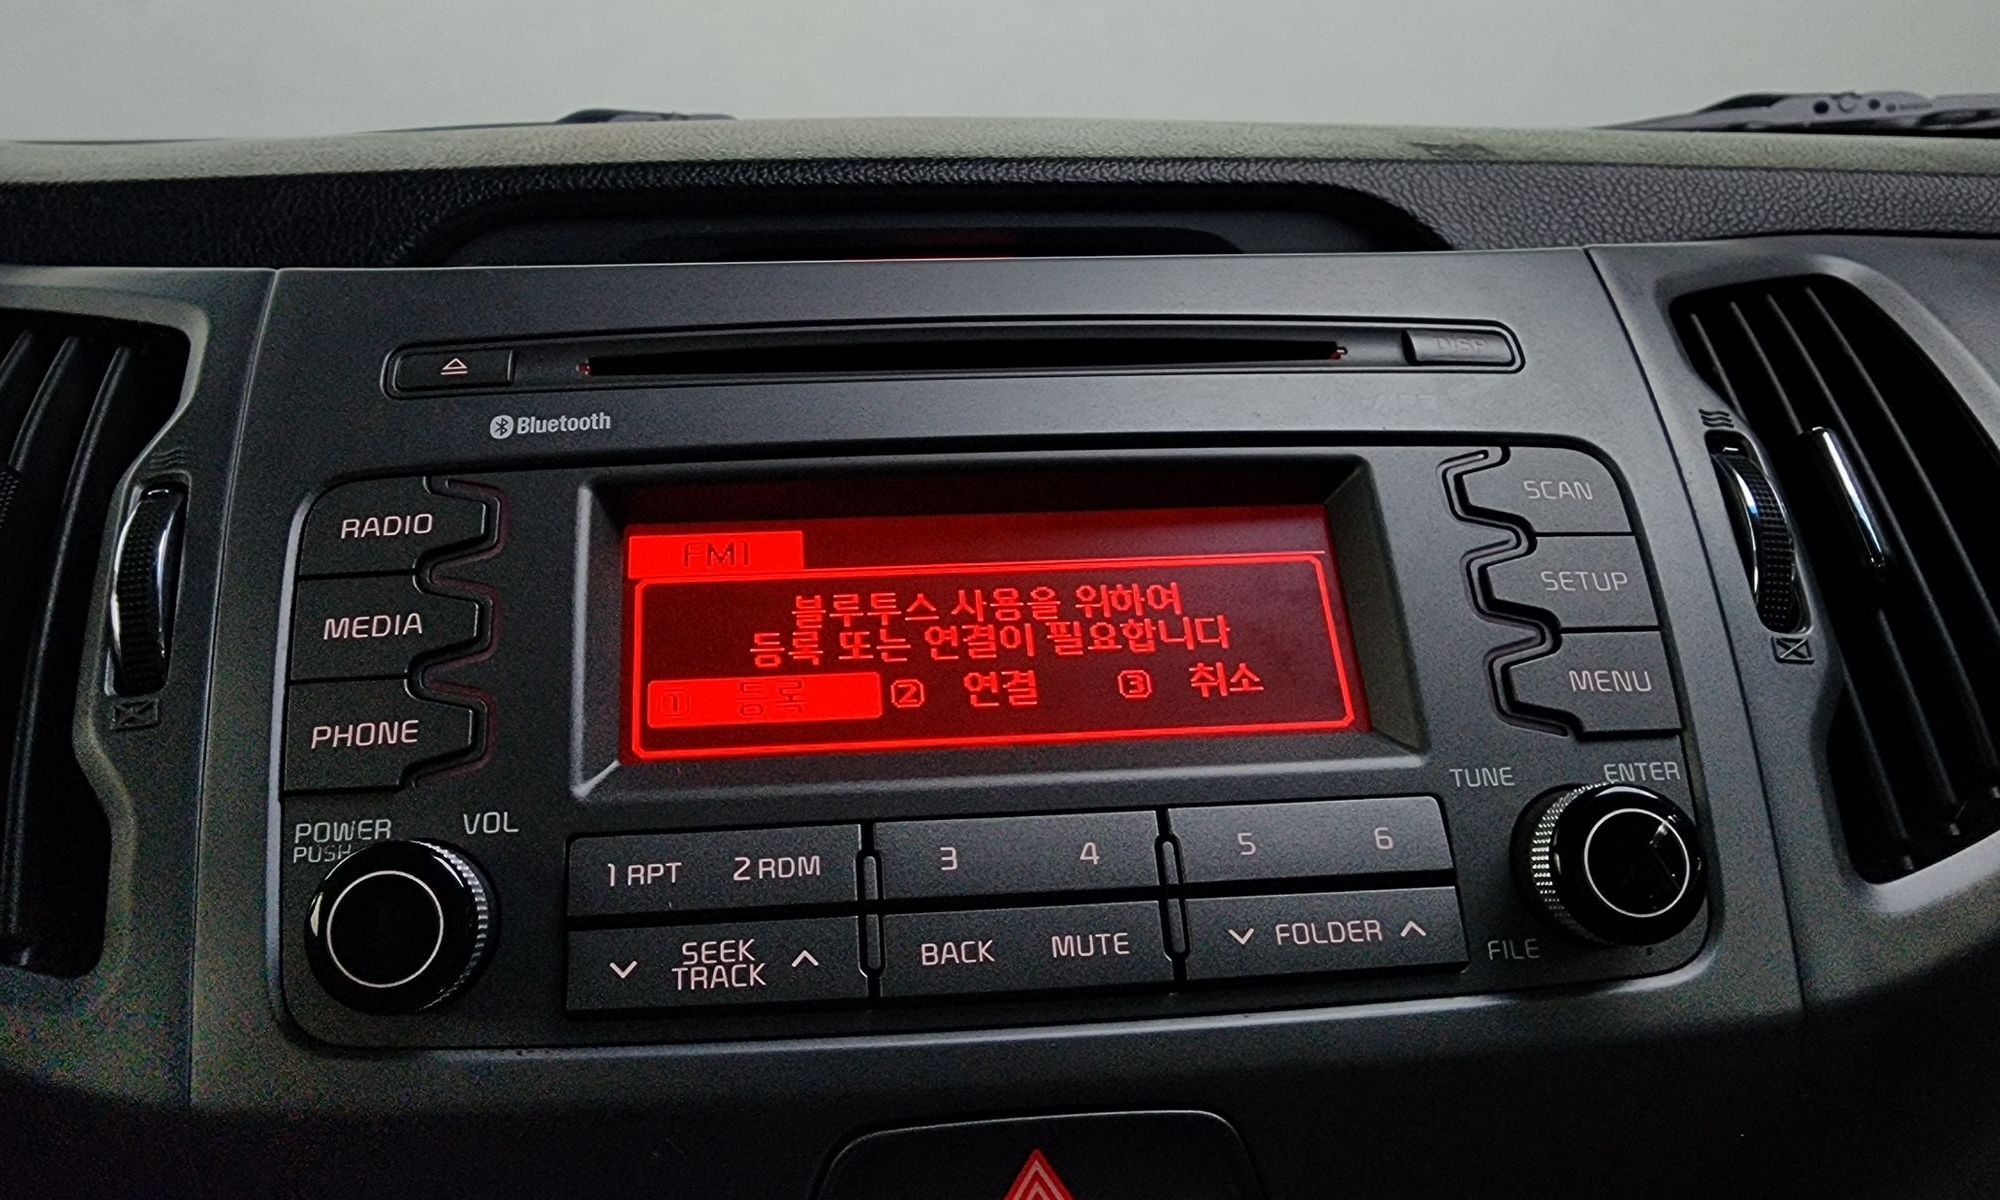 DISP
Bluetooth
RADIO
MEDIA
PHONE
FM1
블루투스 사용을 위하여
등록 또는 연결이 필요합니다
1 등록 2 연결 3 취소
SCAN
SETUP
MENU
POWER
PUSH
VOL
TUNE
ENTER
FILE
1 RPT 2 RDM 3 4 5 6
SEEK
TRACK
BACK MUTE
FOLDER